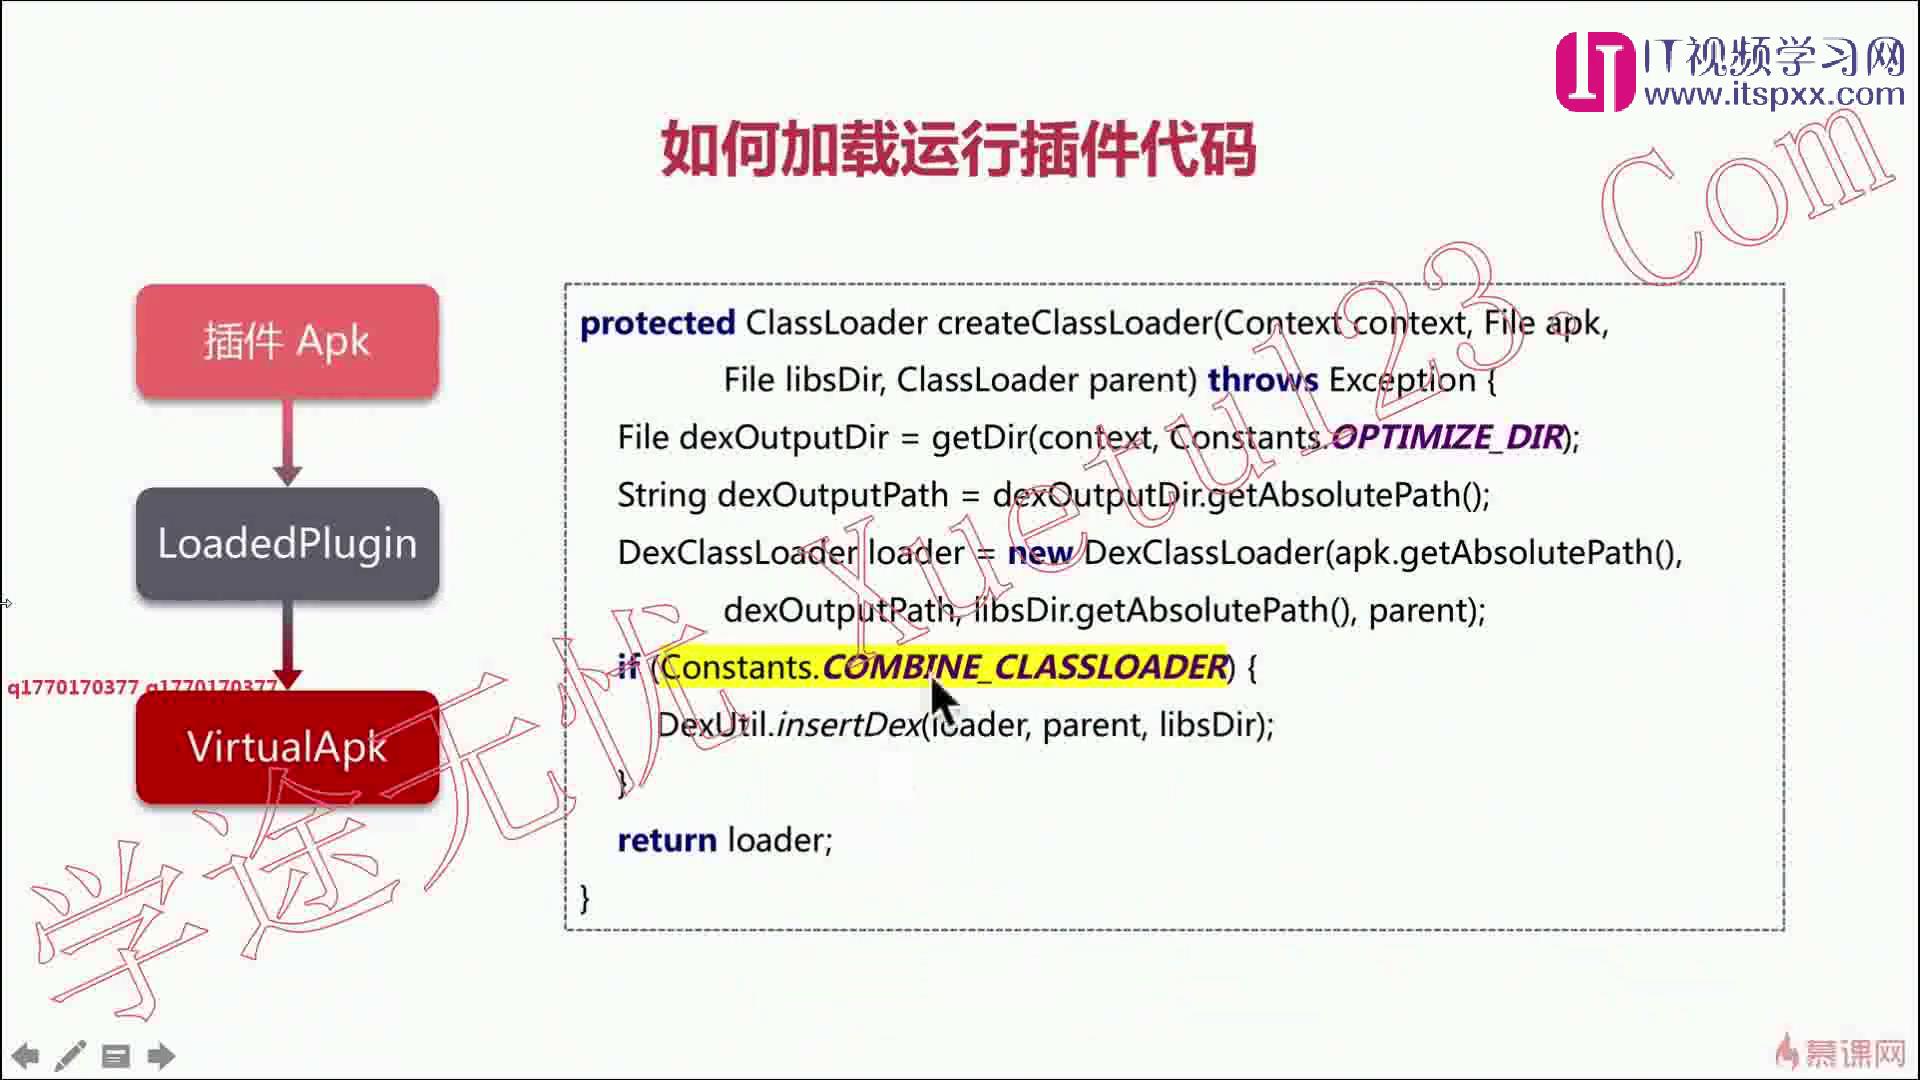 IT视频学习网
www.itspxx.com
如何加载运行插件代码
插件 Apk
LoadedPlugin
VirtualApk
q1770170377 q1770170377
protected ClassLoader createClassLoader(Context context, File apk,
File libsDir, ClassLoader parent) throws Exception {
File dexOutputDir = getDir(context, Constants.OPTIMIZE_DIR);
String dexOutputPath = dexOutputDir.getAbsolutePath();
DexClassLoader loader = new DexClassLoader(apk.getAbsolutePath(),
dexOutputPath, libsDir.getAbsolutePath(), parent);
if (Constants.COMBINE_CLASSLOADER) {
DexUtil.insertDex(loader, parent, libsDir);
}
return loader;
}
学途无忧 Xuetu123.Com
慕课网